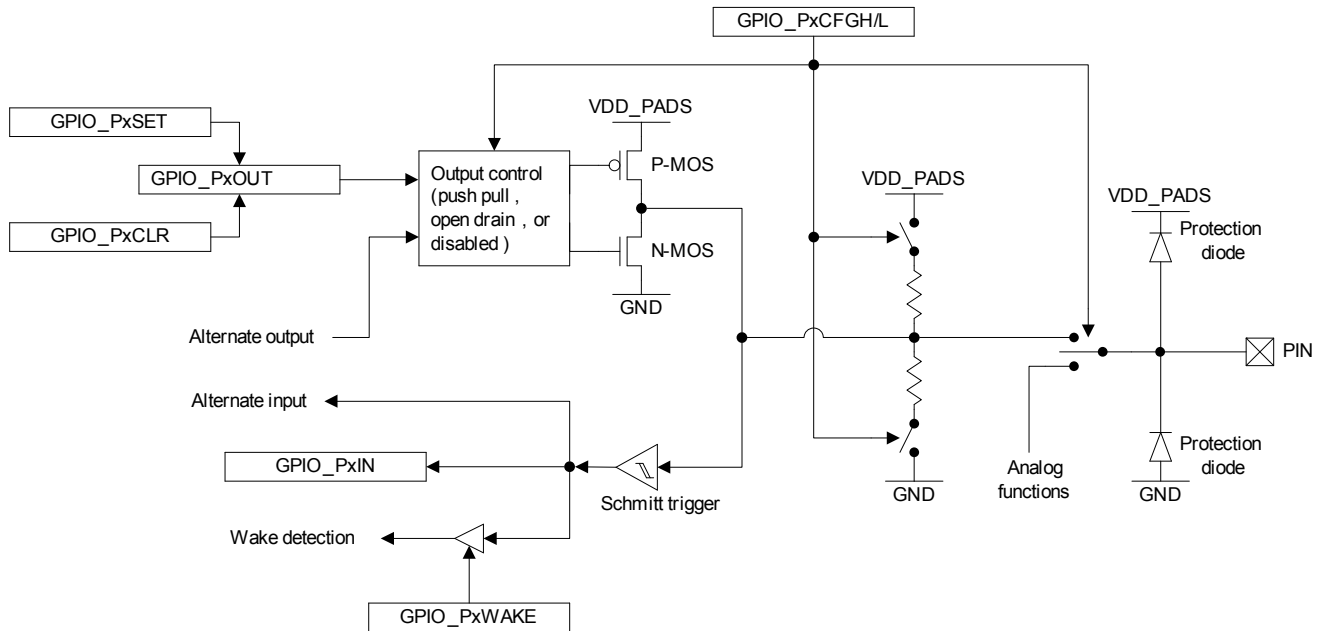 GPIO_PxCFGH/L
VDD_PADS
GPIO_PxSET
P-MOS
GPIO_PxOUT
Output control
(push pull ,
open drain , or
disabled )
VDD_PADS
VDD_PADS
Protection
diode
GPIO_PxCLR
N-MOS
GND
Alternate output
PIN
Alternate input
GPIO_PxIN
Schmitt trigger
Analog
functions
Protection
diode
GND
GND
Wake detection
GPIO_PxWAKE